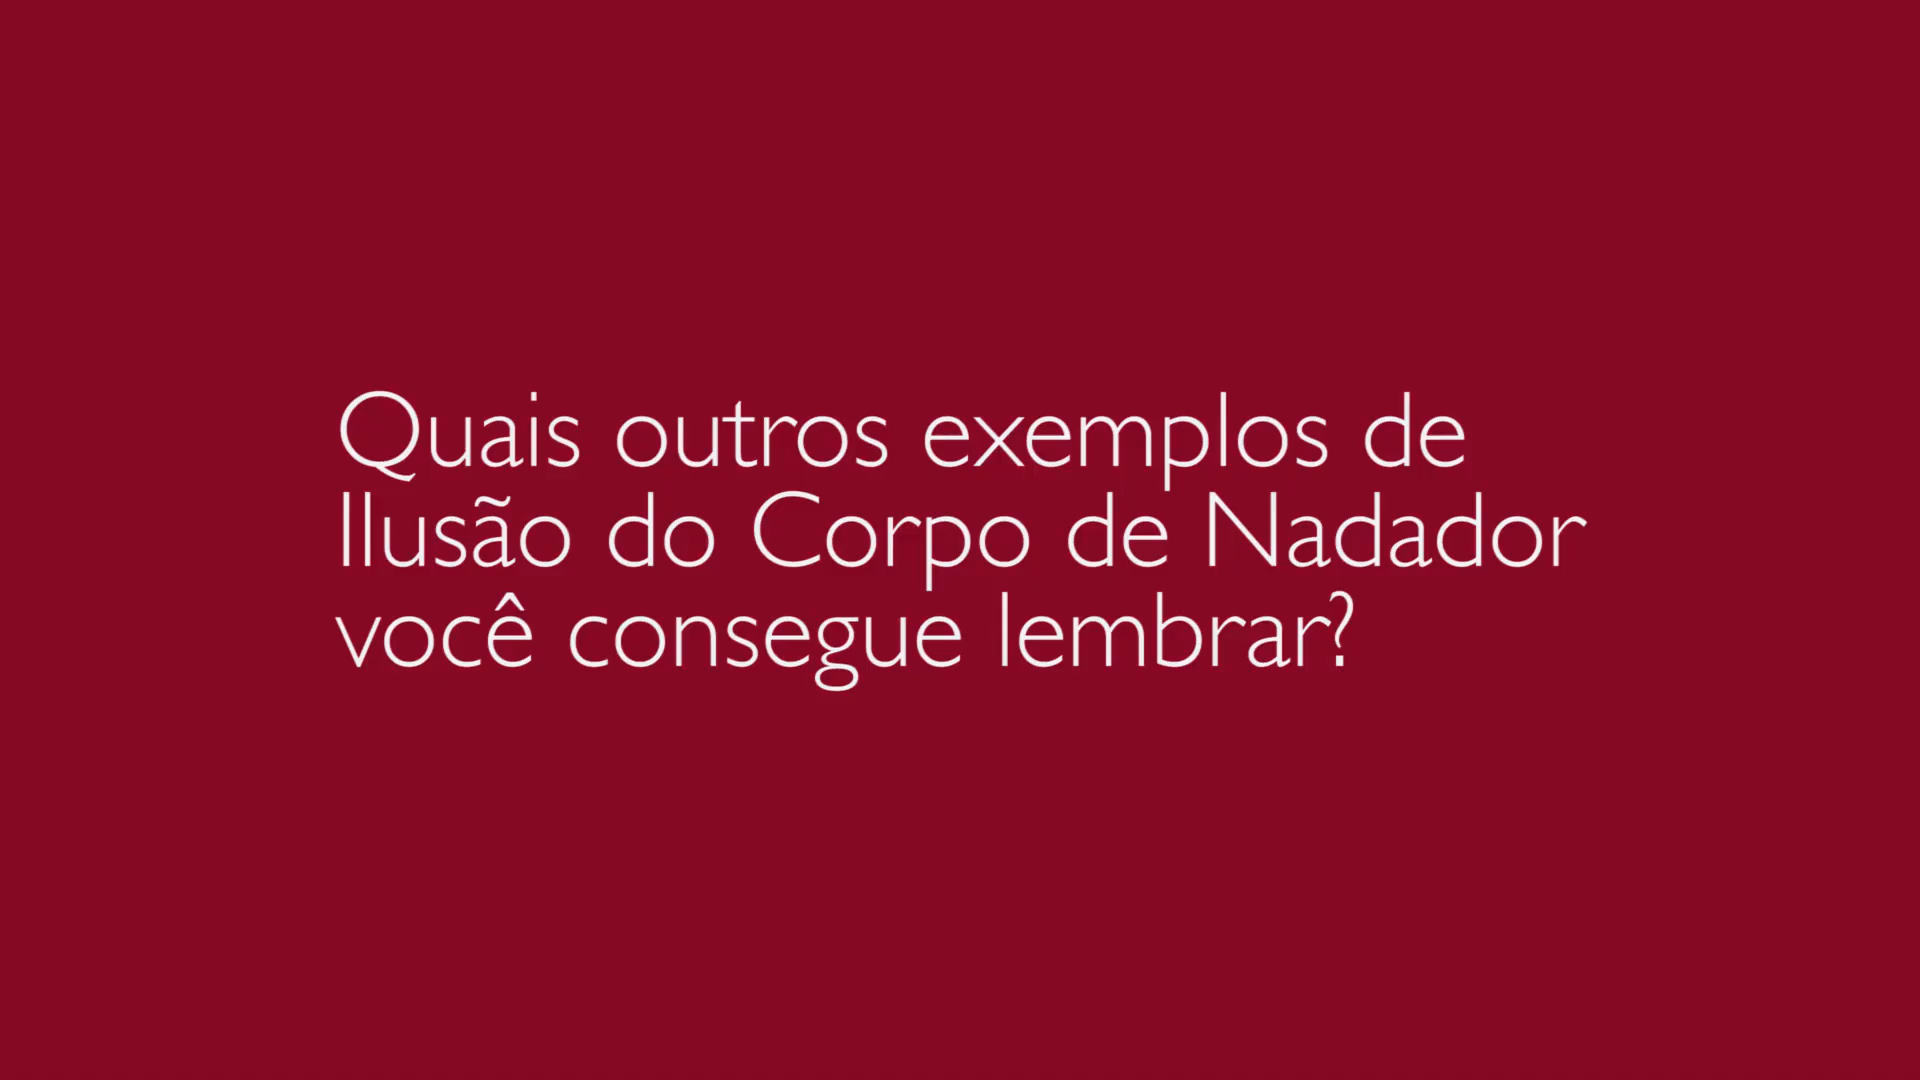 Quais outros exemplos de
Ilusão do Corpo de Nadador
você consegue lembrar?